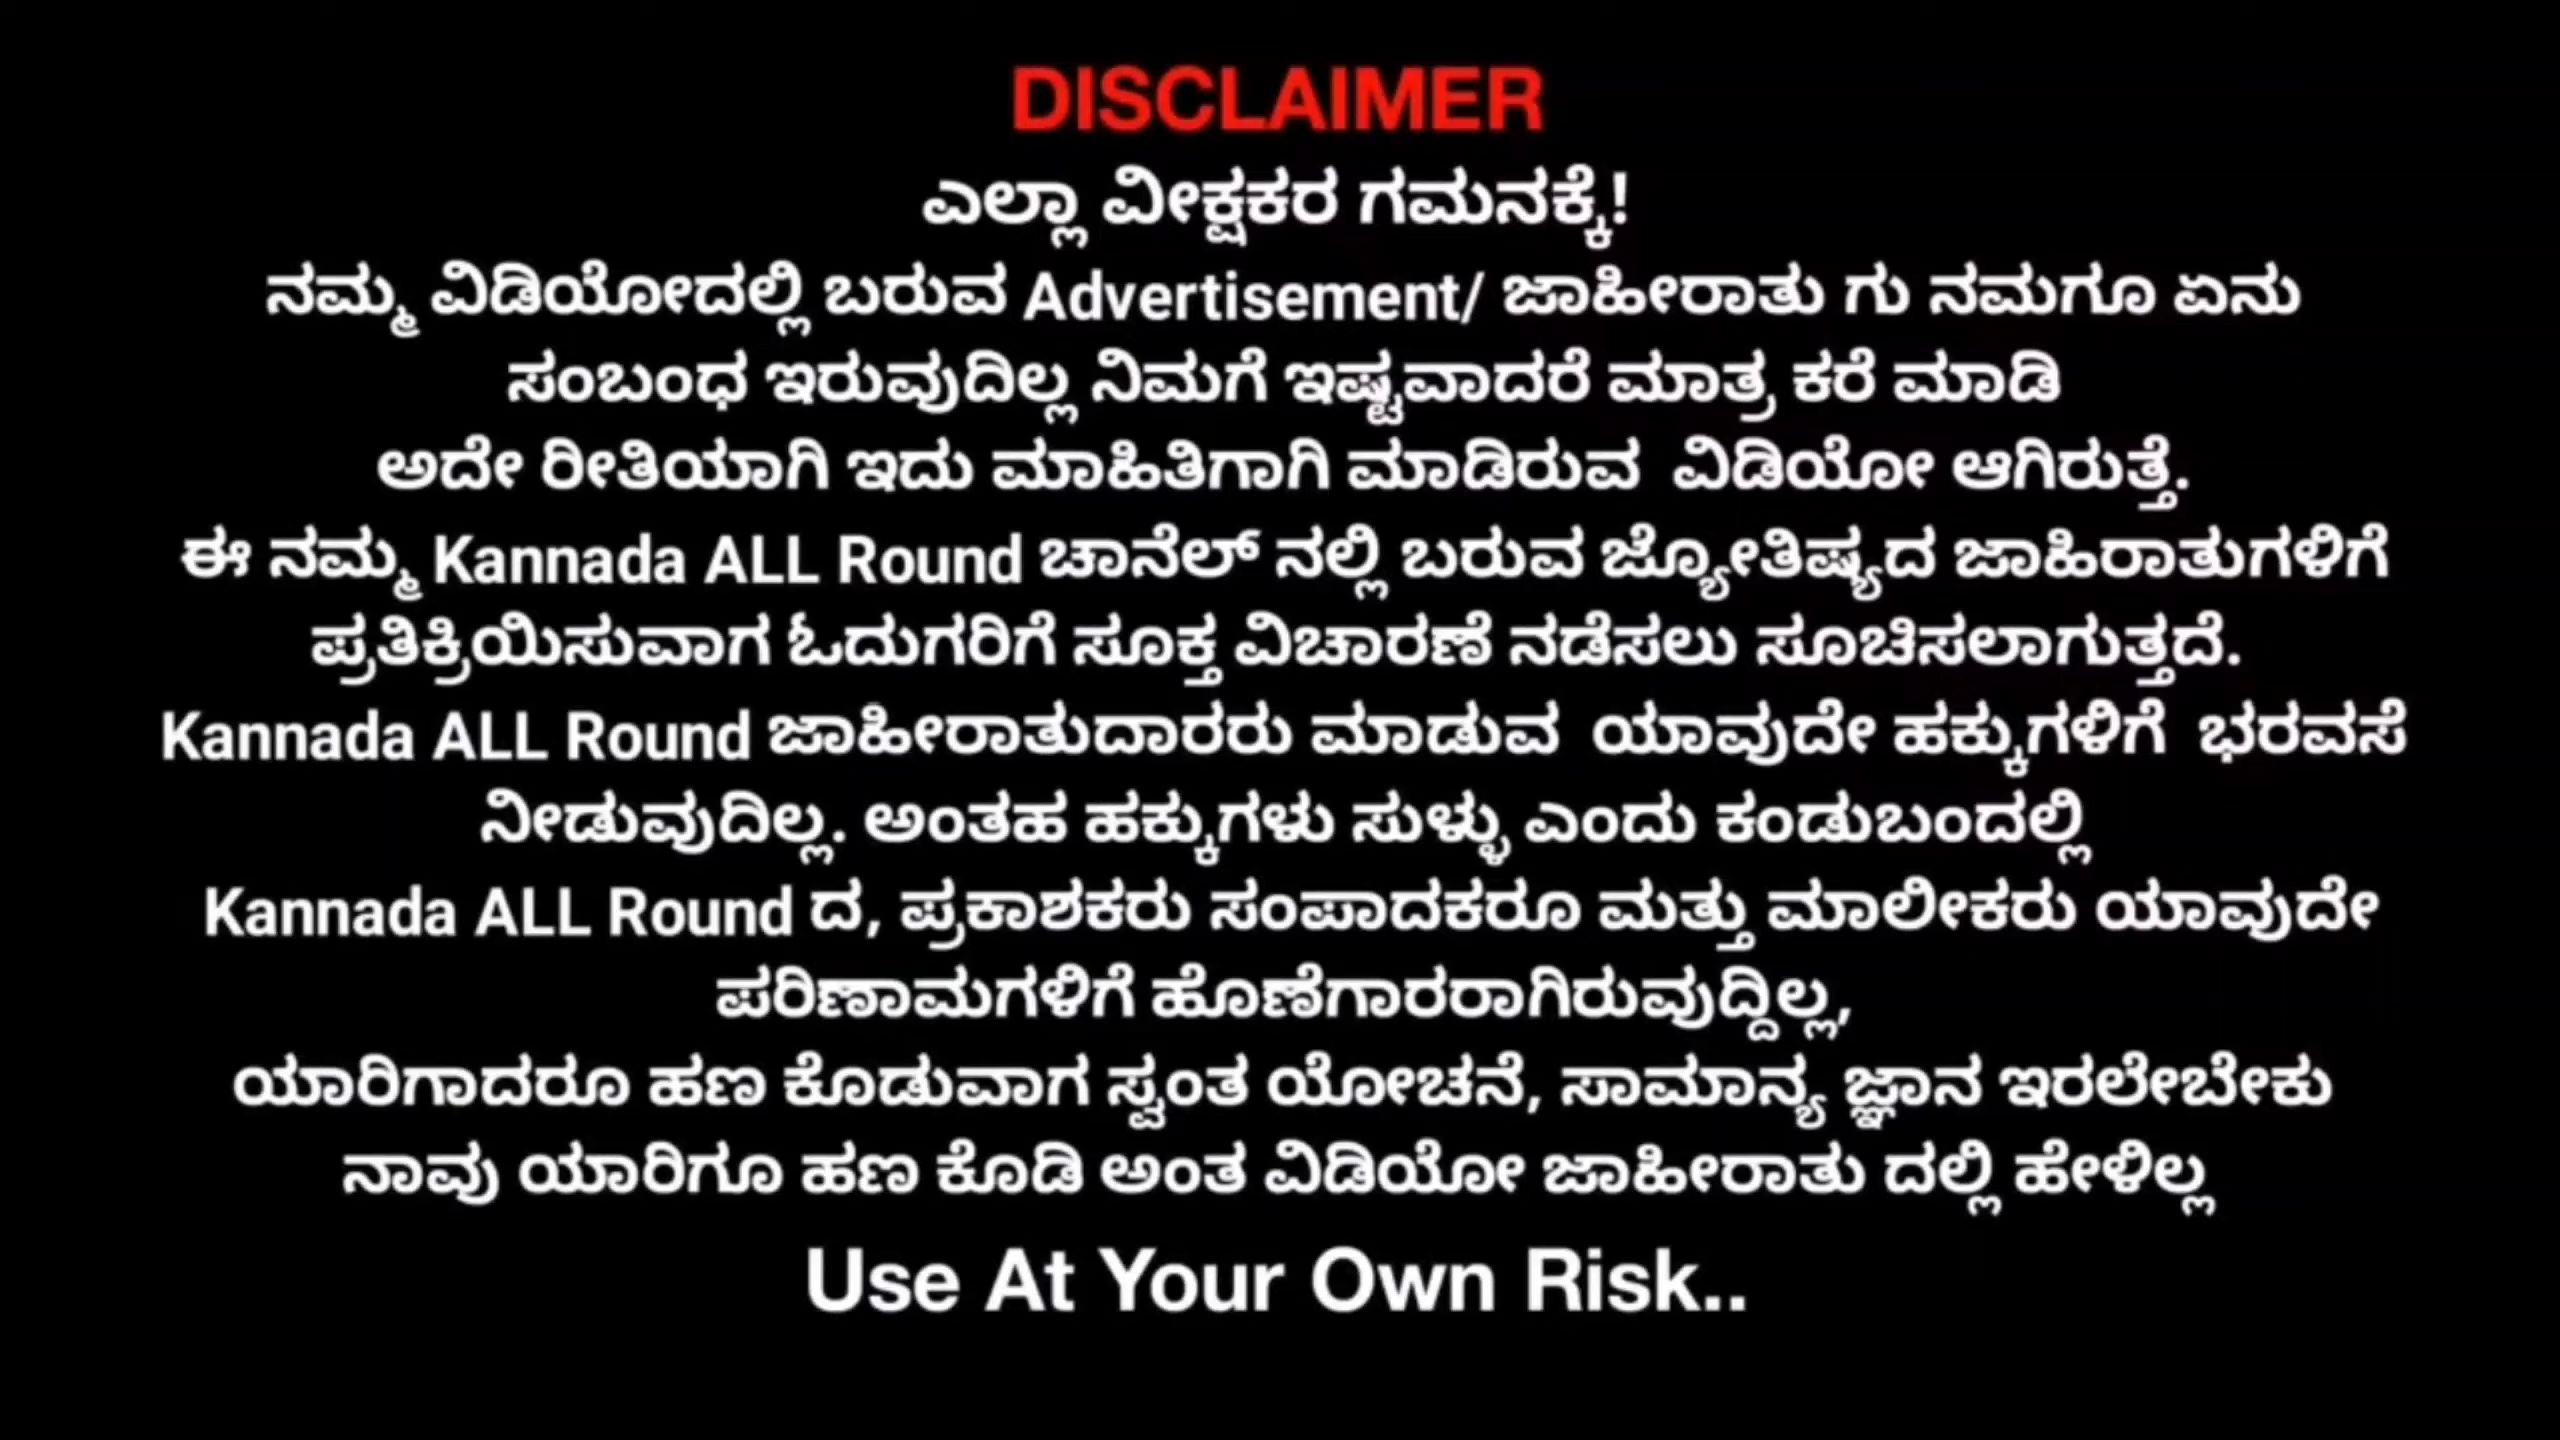 DISCLAIMER
ಎಲ್ಲಾ ವೀಕ್ಷಕರ ಗಮನಕ್ಕೆ!
ನಮ್ಮ ವಿಡಿಯೋದಲ್ಲಿ ಬರುವ Advertisement/ ಜಾಹೀರಾತು ಗು ನಮಗೂ ಏನು
ಸಂಬಂಧ ಇರುವುದಿಲ್ಲ ನಿಮಗೆ ಇಷ್ಟವಾದರೆ ಮಾತ್ರ ಕರೆ ಮಾಡಿ
ಅದೇ ರೀತಿಯಾಗಿ ಇದು ಮಾಹಿತಿಗಾಗಿ ಮಾಡಿರುವ ವಿಡಿಯೋ ಆಗಿರುತ್ತೆ.
ಈ ನಮ್ಮ Kannada ALL Round ಚಾನೆಲ್ ನಲ್ಲಿ ಬರುವ ಜ್ಯೋತಿಷ್ಯದ ಜಾಹಿರಾತುಗಳಿಗೆ
ಪ್ರತಿಕ್ರಿಯಿಸುವಾಗ ಓದುಗರಿಗೆ ಸೂಕ್ತ ವಿಚಾರಣೆ ನಡೆಸಲು ಸೂಚಿಸಲಾಗುತ್ತದೆ.
Kannada ALL Round ಜಾಹೀರಾತುದಾರರು ಮಾಡುವ ಯಾವುದೇ ಹಕ್ಕುಗಳಿಗೆ ಭರವಸೆ
ನೀಡುವುದಿಲ್ಲ. ಅಂತಹ ಹಕ್ಕುಗಳು ಸುಳ್ಳು ಎಂದು ಕಂಡುಬಂದಲ್ಲಿ
Kannada ALL Round ದ, ಪ್ರಕಾಶಕರು ಸಂಪಾದಕರೂ ಮತ್ತು ಮಾಲೀಕರು ಯಾವುದೇ
ಪರಿಣಾಮಗಳಿಗೆ ಹೊಣೆಗಾರರಾಗಿರುವುದ್ದಿಲ್ಲ,
ಯಾರಿಗಾದರೂ ಹಣ ಕೊಡುವಾಗ ಸ್ವಂತ ಯೋಚನೆ, ಸಾಮಾನ್ಯ ಜ್ಞಾನ ಇರಲೇಬೇಕು
ನಾವು ಯಾರಿಗೂ ಹಣ ಕೊಡಿ ಅಂತ ವಿಡಿಯೋ ಜಾಹೀರಾತು ದಲ್ಲಿ ಹೇಳಿಲ್ಲ
Use At Your Own Risk..